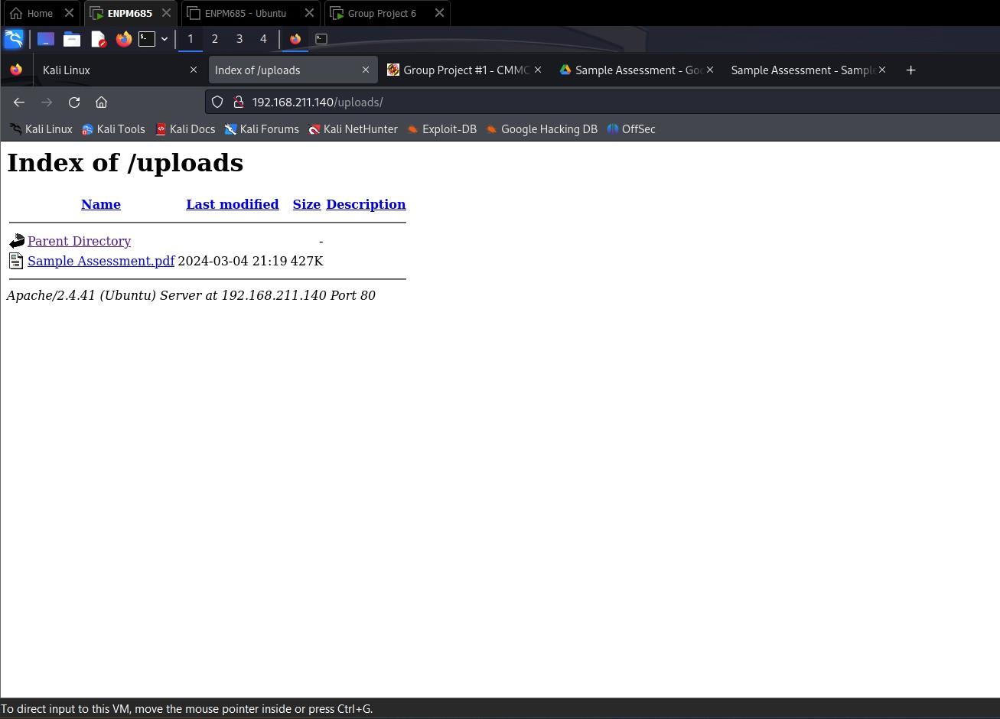 Home ENPM685 ENPM685 - Ubuntu Group Project 6
1 2 3 4
Kali Linux Index of /uploads Group Project #1 - CMMC Sample Assessment - Goo Sample Assessment - Sample
192.168.211.140/uploads/
Kali Linux Kali Tools Kali Docs Kali Forums Kali NetHunter Exploit-DB Google Hacking DB OffSec
Index of /uploads
Name Last modified Size Description
Parent Directory -
Sample Assessment.pdf 2024-03-04 21:19 427K
Apache/2.4.41 (Ubuntu) Server at 192.168.211.140 Port 80
To direct input to this VM, move the mouse pointer inside or press Ctrl+G.